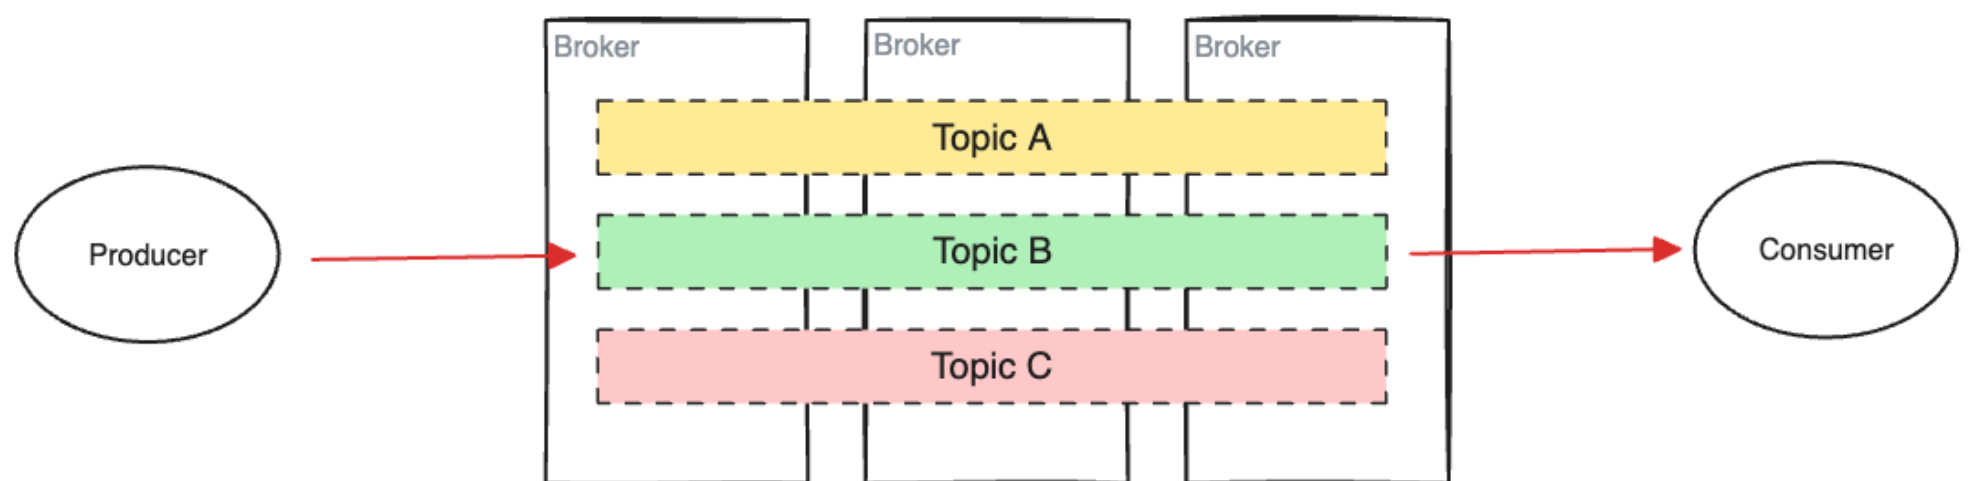 Broker
Broker
Broker
Topic A
Producer
Topic B
Consumer
Topic C